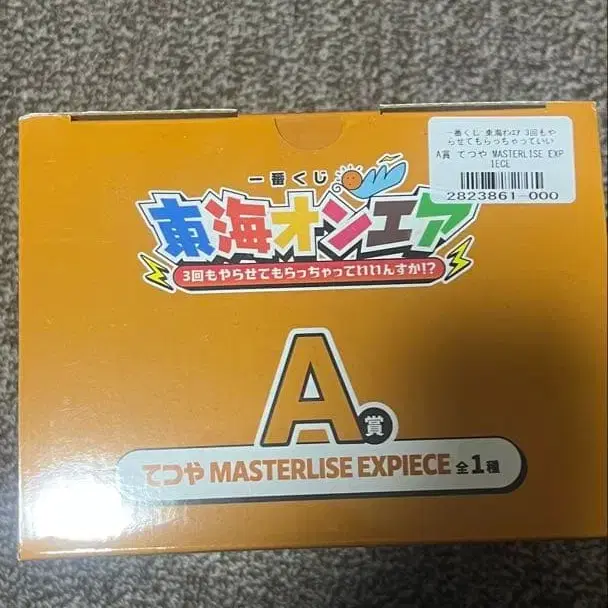 一番くじ 東海オンエア 3回もや
らせてもらっちゃっていい
A賞 てつや MASTERLISE EXP
IECE
2823861-000
一番くじ
東海オンエア
3回もやらせてもらっちゃっていいんすか!?
A賞
てつや MASTERLISE EXPIECE 全1種